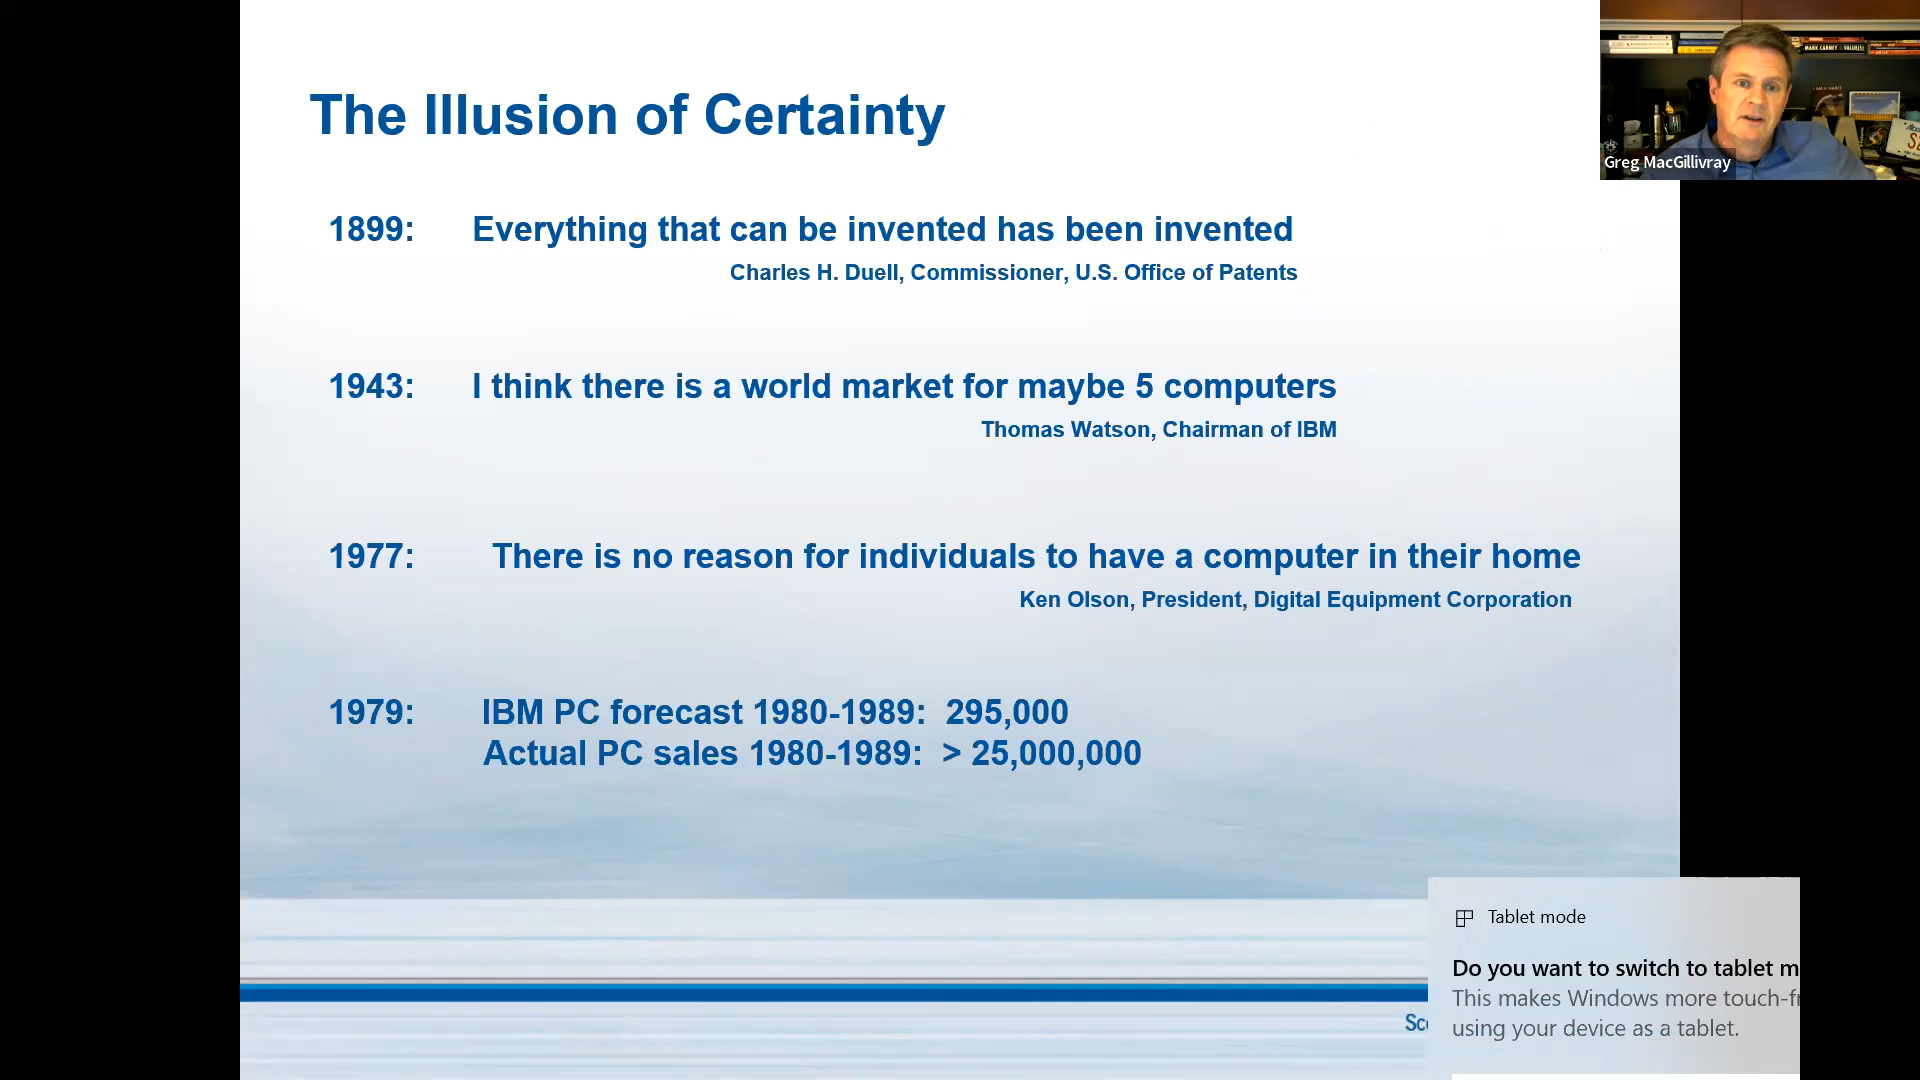 The Illusion of Certainty
1899: Everything that can be invented has been invented
Charles H. Duell, Commissioner, U.S. Office of Patents
1943: I think there is a world market for maybe 5 computers
Thomas Watson, Chairman of IBM
1977: There is no reason for individuals to have a computer in their home
Ken Olson, President, Digital Equipment Corporation
1979: IBM PC forecast 1980-1989: 295,000
Actual PC sales 1980-1989: > 25,000,000
MARK CARNEY VALUE(S)
Greg MacGillivray
Tablet mode
Do you want to switch to tablet m
This makes Windows more touch-fr
using your device as a tablet.